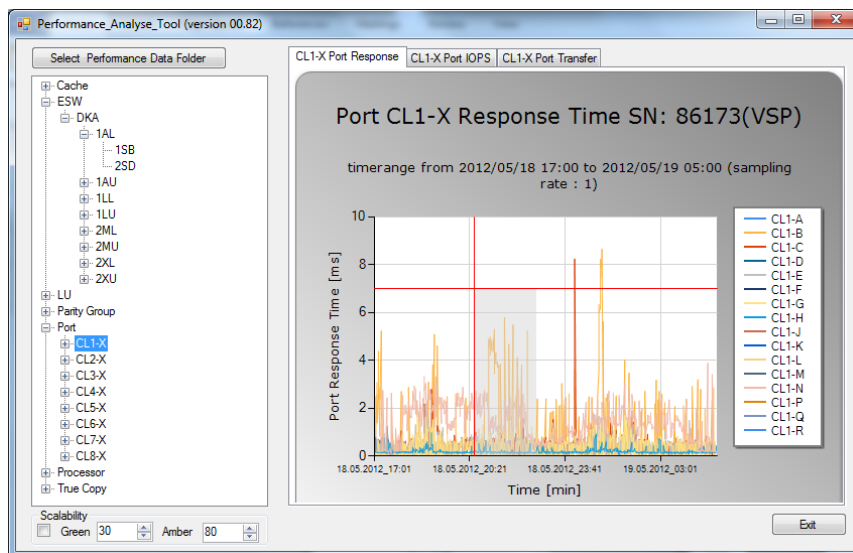 Performance_Analyse_Tool (version 00.82)
Select Performance Data Folder
Cache
ESW
DKA
1AL
1SB
2SD
1AU
1LL
1LU
2ML
2MU
2XL
2XU
LU
Parity Group
Port
CL1-X
CL2-X
CL3-X
CL4-X
CL5-X
CL6-X
CL7-X
CL8-X
Processor
True Copy
Scalability
Green 30 Amber 80
CL1-X Port Response CL1-X Port IOPS CL1-X Port Transfer
Port CL1-X Response Time SN: 86173(VSP)
timerange from 2012/05/18 17:00 to 2012/05/19 05:00 (sampling
rate : 1)
Port Response Time [ms]
10
8
6
4
2
0
18.05.2012_17:01 18.05.2012_20:21 18.05.2012_23:41 19.05.2012_03:01
Time [min]
CL1-A
CL1-B
CL1-C
CL1-D
CL1-E
CL1-F
CL1-G
CL1-H
CL1-J
CL1-K
CL1-L
CL1-M
CL1-N
CL1-P
CL1-Q
CL1-R
Exit